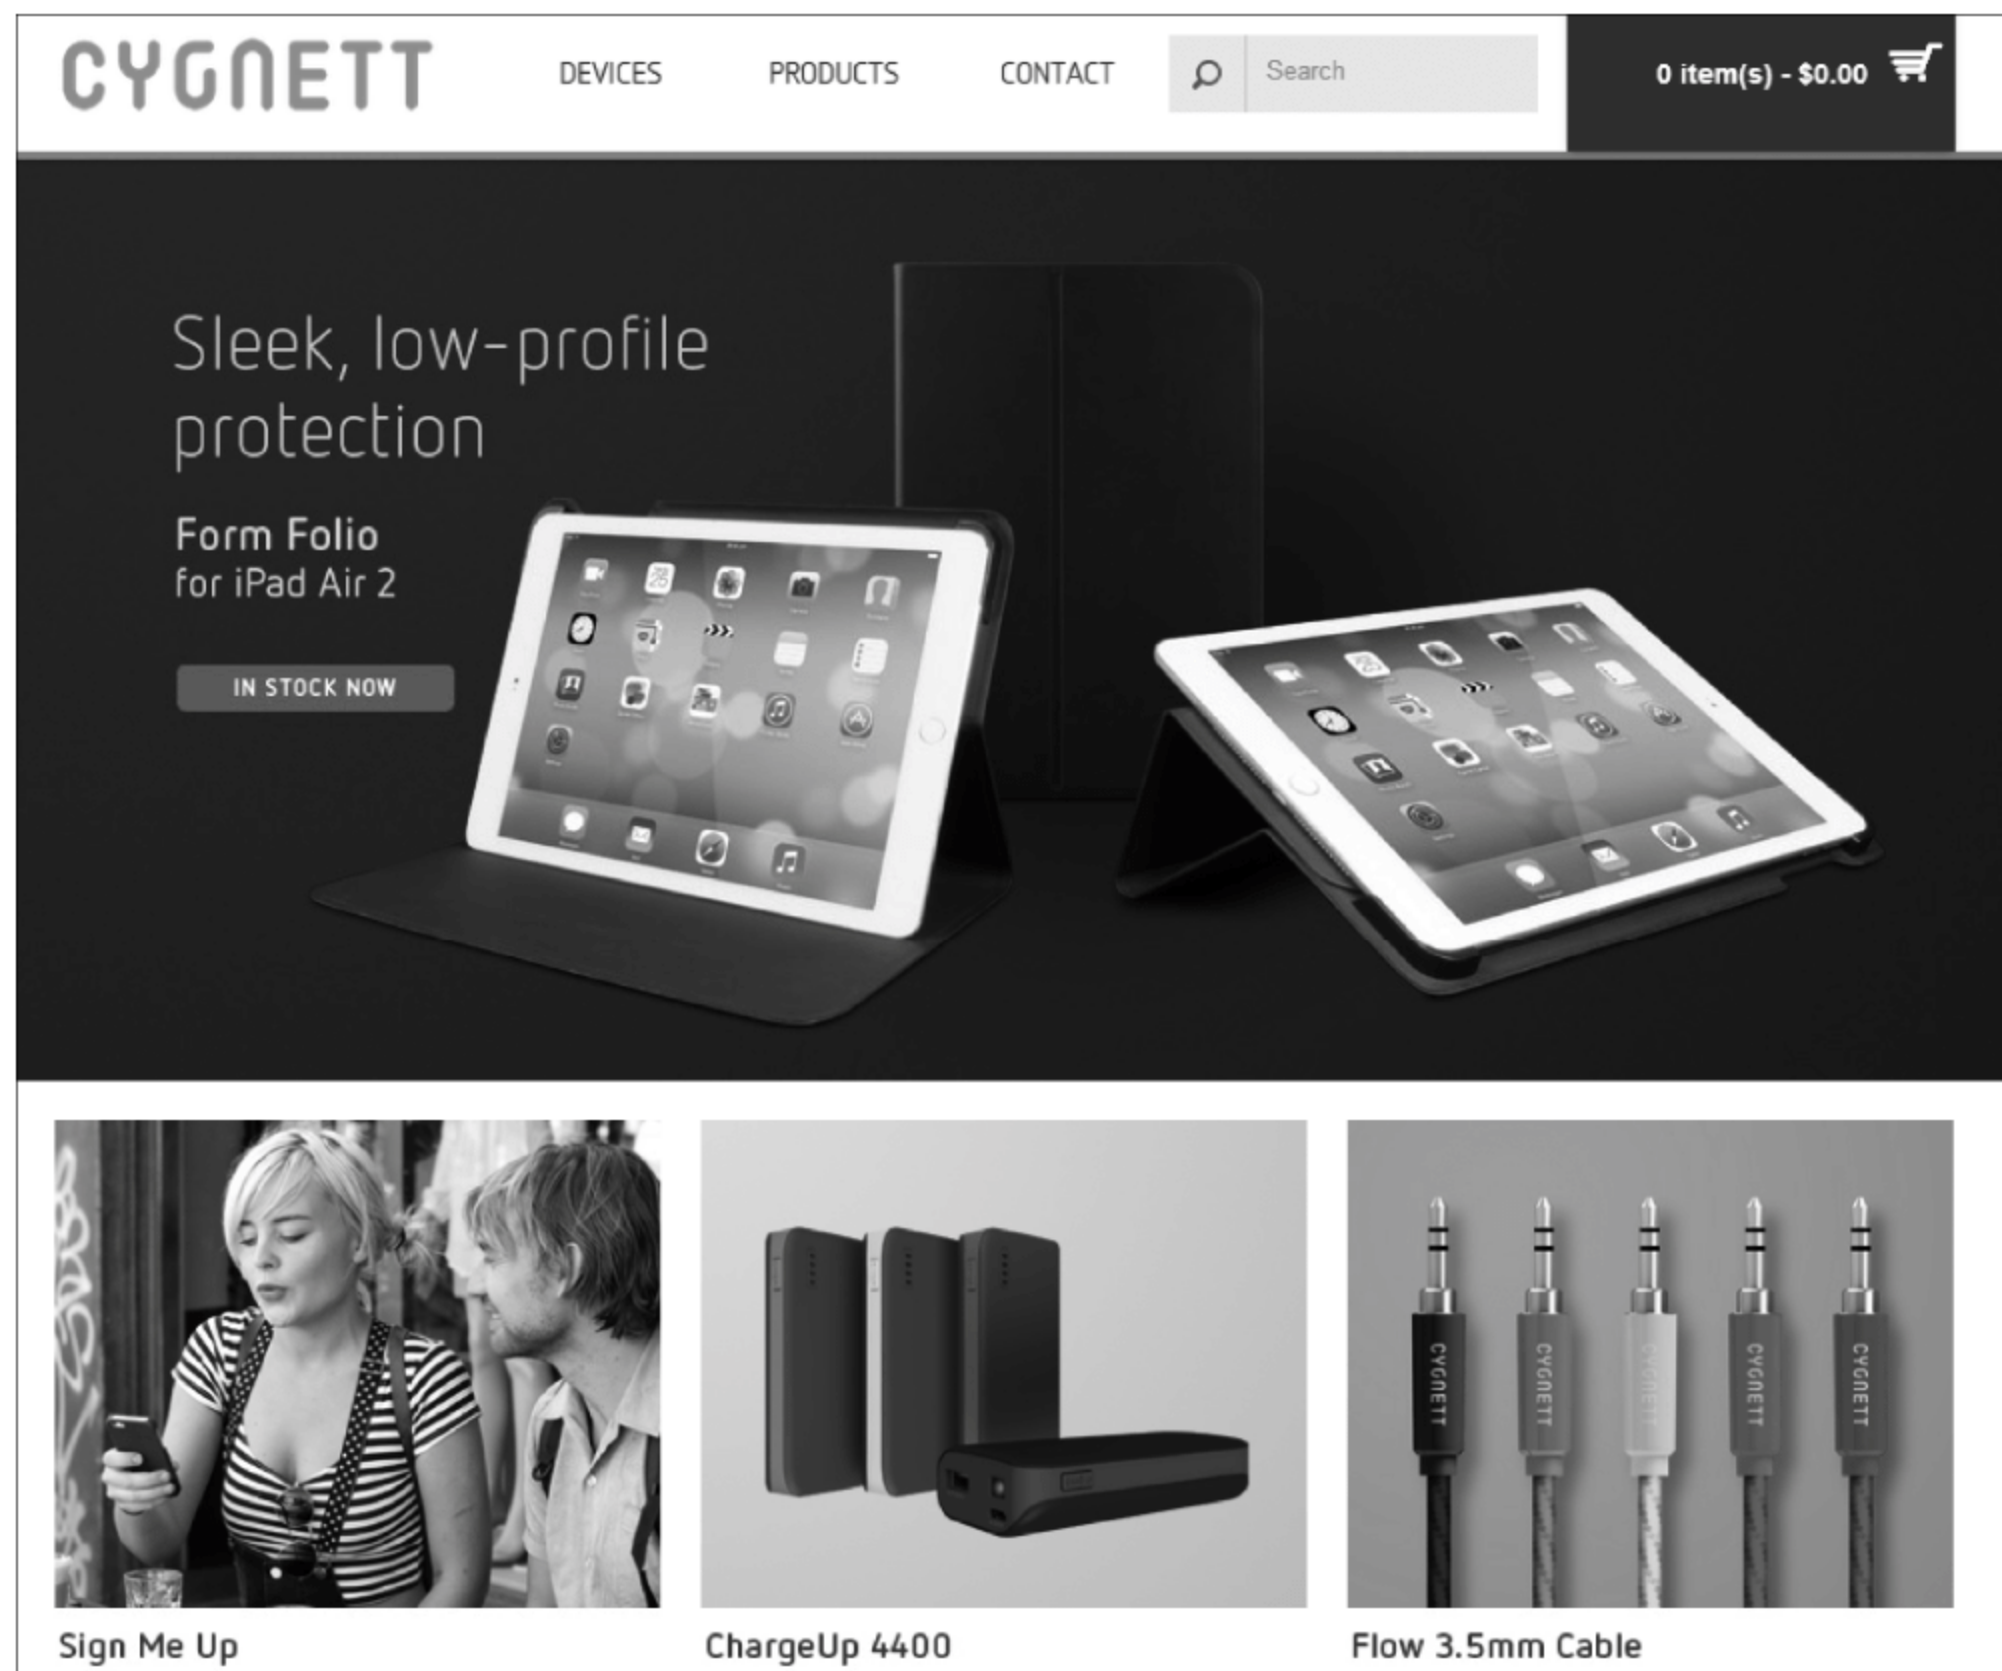 CYGNETT
DEVICES
PRODUCTS
CONTACT
Search
0 item(s) - $0.00
Sleek, low-profile
protection
Form Folio
for iPad Air 2
IN STOCK NOW
CYGNETT
CYGNETT
CYGNETT
CYGNETT
CYGNETT
Sign Me Up
ChargeUp 4400
Flow 3.5mm Cable